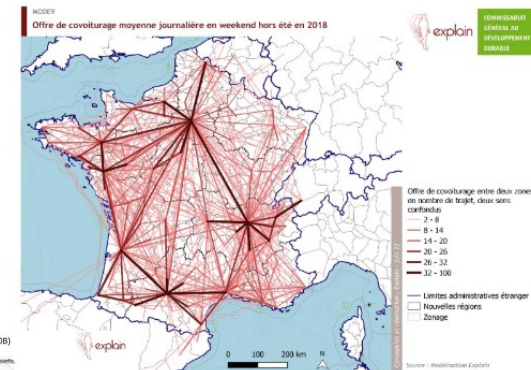 MODEV
Offre de covoiturage moyenne journalière en weekend hors été en 2018
explain
COMMISSARIAT
GÉNÉRAL AU
DÉVELOPPEMENT
DURABLE
Offre de covoiturage entre deux zones
en nombre de trajet, deux sens
confondus
2 - 8
8 - 14
14 - 20
20 - 26
26 - 32
32 - 100
Limites administratives étranger
Nouvelles régions
Zonage
explain
0 100 200 km
N
Source : Modélisation Explain